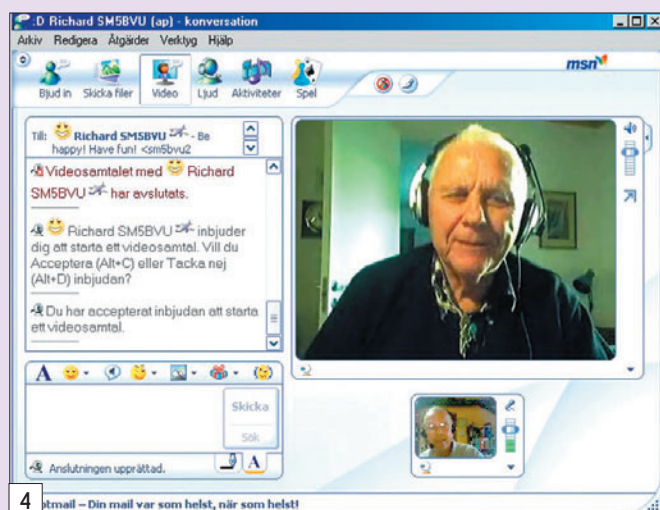 :D Richard SM5BVU (ap) - konversation
Arkiv Redigera Åtgärder Verktyg Hjälp
msn
Bjud in Skicka filer Video Ljud Aktiviteter Spel
Till: Richard SM5BVU - Be
happy! Have fun! <sm5bvu2
Videosamtalet med Richard
SM5BVU har avslutats.
Richard SM5BVU inbjuder
dig att starta ett videosamtal. Vill du
Acceptera (Alt+C) eller Tacka nej
(Alt+D) inbjudan?
Du har accepterat inbjudan att starta
ett videosamtal.
A
Skicka
Sök
Anslutningen upprättad.
A
4
otmail – Din mail var som helst, när som helst!